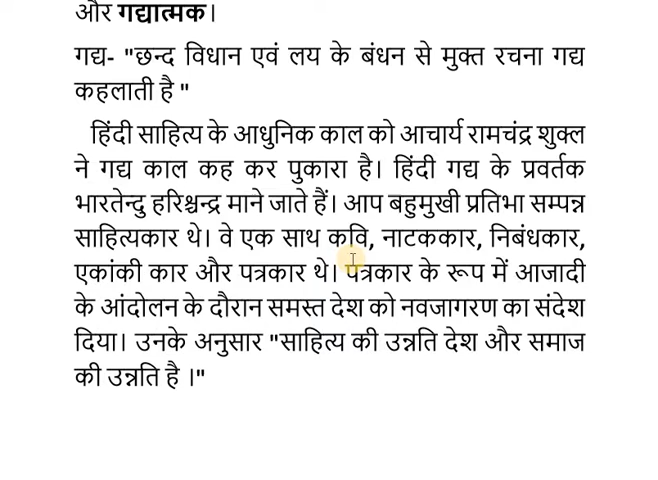 और गद्यात्मक।
गद्य- "छन्द विधान एवं लय के बंधन से मुक्त रचना गद्य
कहलाती है "
हिंदी साहित्य के आधुनिक काल को आचार्य रामचंद्र शुक्ल
ने गद्य काल कह कर पुकारा है। हिंदी गद्य के प्रवर्तक
भारतेन्दु हरिश्चन्द्र माने जाते हैं। आप बहुमुखी प्रतिभा सम्पन्न
साहित्यकार थे। वे एक साथ कवि, नाटककार, निबंधकार,
एकांकी कार और पत्रकार थे। पत्रकार के रूप में आजादी
के आंदोलन के दौरान समस्त देश को नवजागरण का संदेश
दिया। उनके अनुसार "साहित्य की उन्नति देश और समाज
की उन्नति है ।"